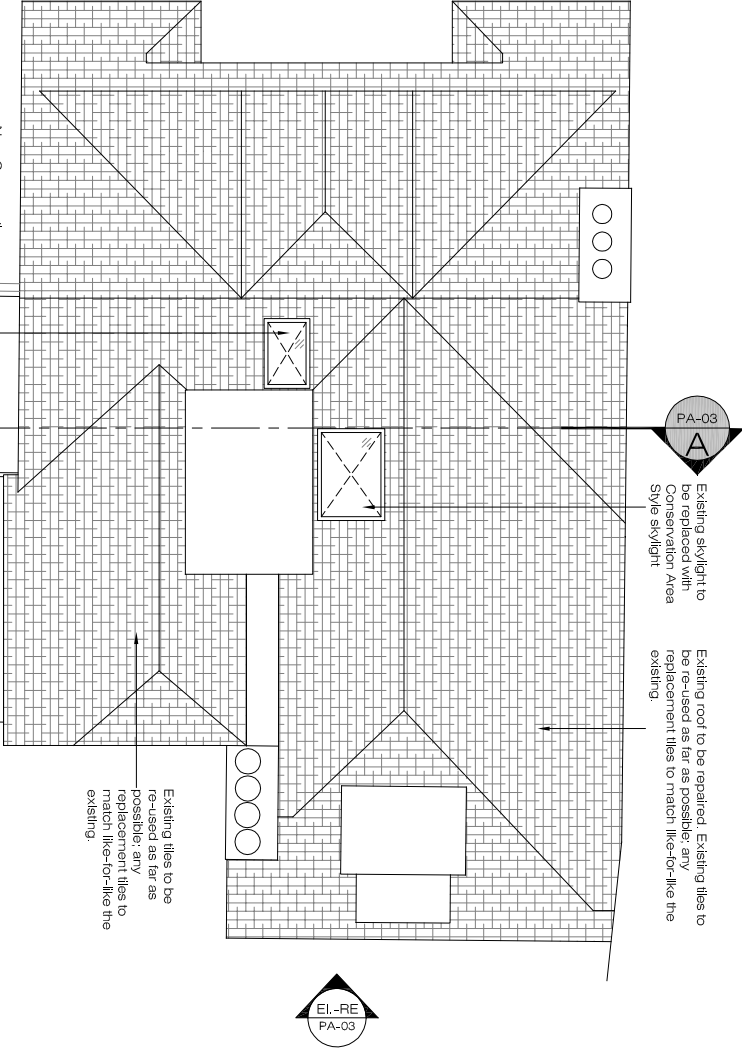 PA-03
A
Existing skylight to
be replaced with
Conservation Area
Style skylight
Existing roof to be repaired. Existing tiles to
be re-used as far as possible; any
replacement tiles to match like-for-like the
existing.
Existing tiles to be
re-used as far as
possible; any
replacement tiles to
match like-for-like the
existing.
El.-RE
PA-03